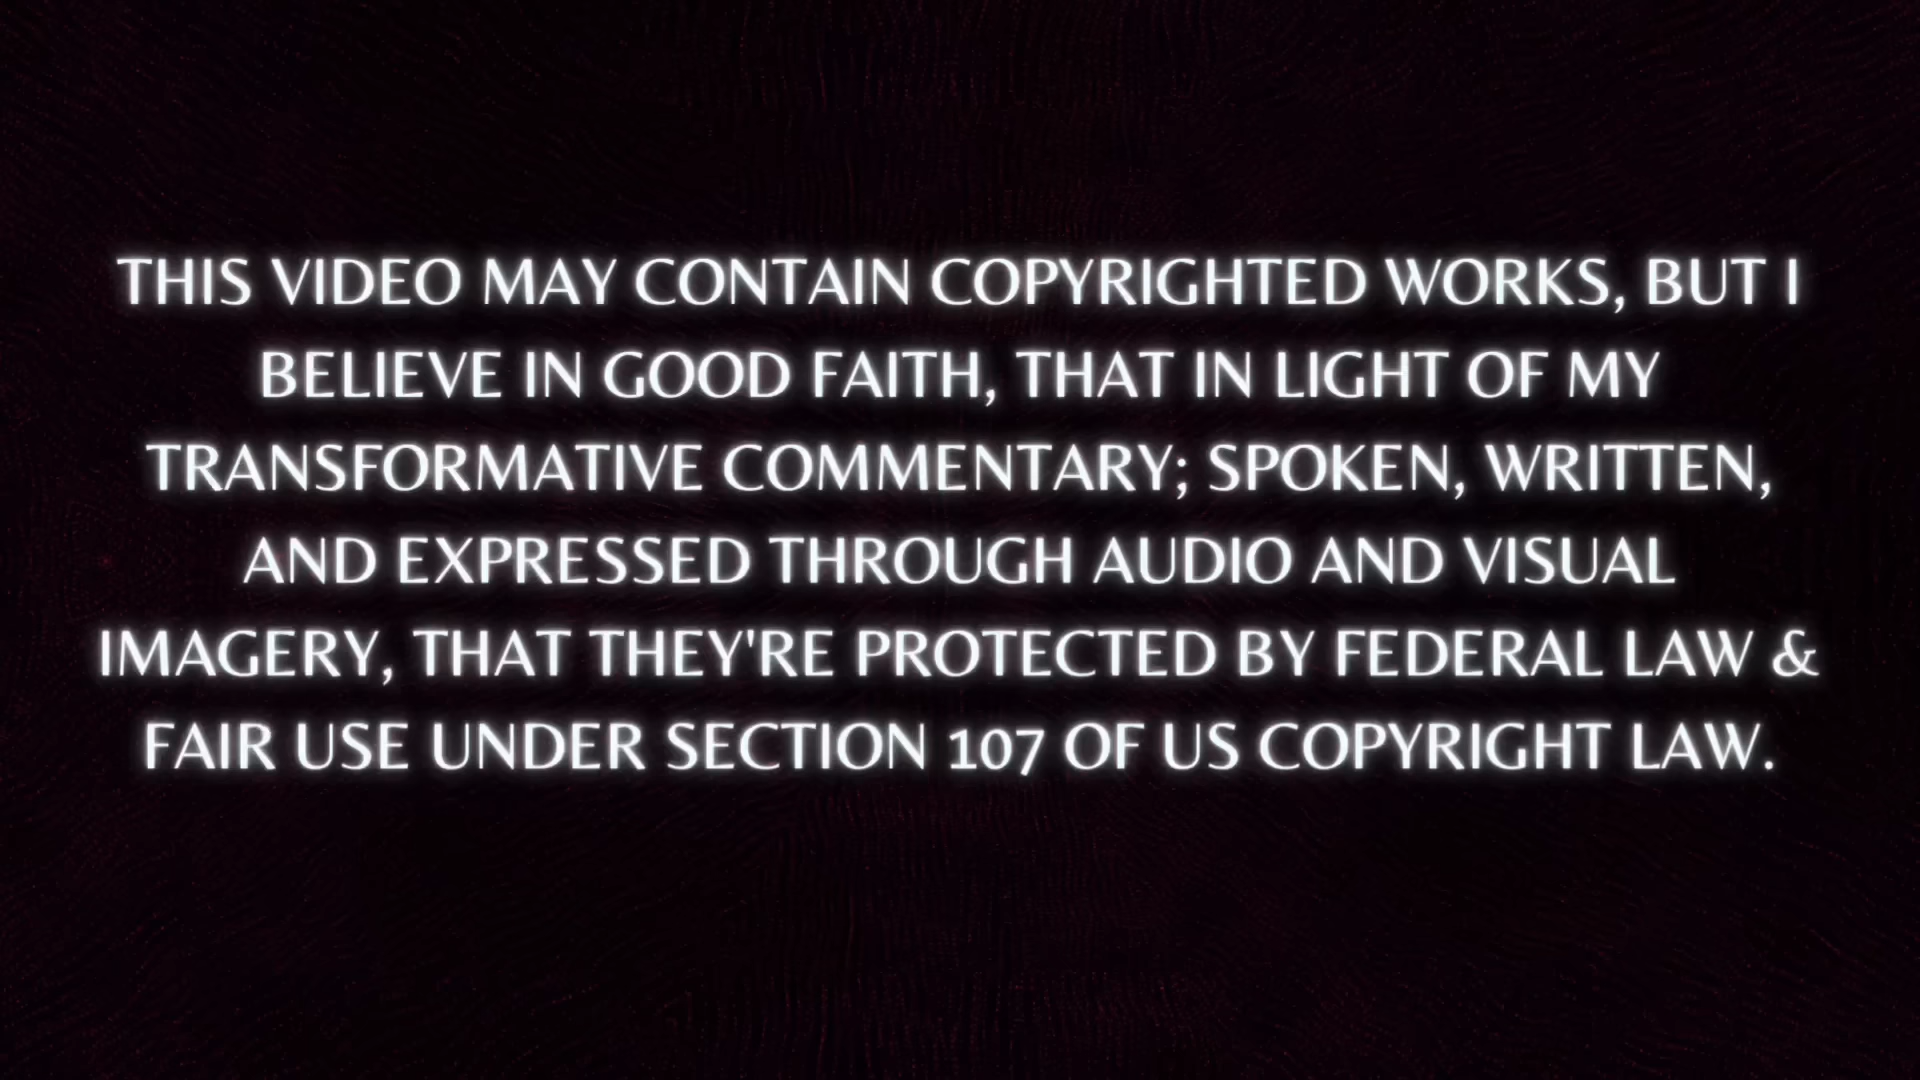 THIS VIDEO MAY CONTAIN COPYRIGHTED WORKS, BUT I
BELIEVE IN GOOD FAITH, THAT IN LIGHT OF MY
TRANSFORMATIVE COMMENTARY; SPOKEN, WRITTEN,
AND EXPRESSED THROUGH AUDIO AND VISUAL
IMAGERY, THAT THEY'RE PROTECTED BY FEDERAL LAW &
FAIR USE UNDER SECTION 107 OF US COPYRIGHT LAW.